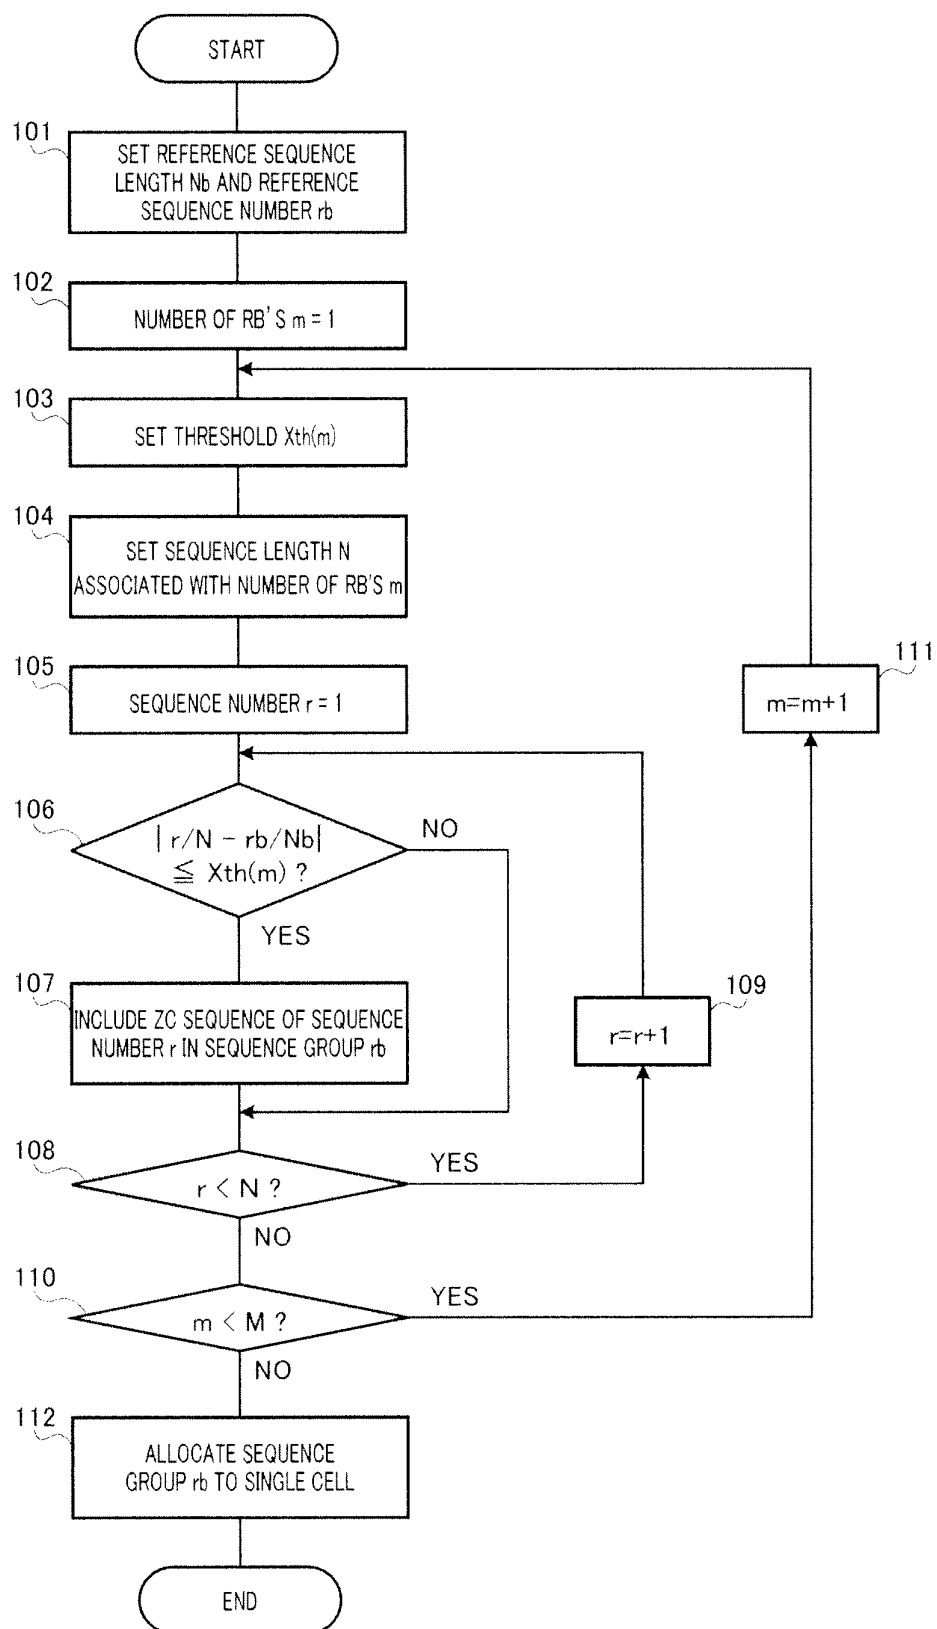 START
101
SET REFERENCE SEQUENCE
LENGTH Nb AND REFERENCE
SEQUENCE NUMBER rb
102
NUMBER OF RB'S m = 1
103
SET THRESHOLD Xth(m)
104
SET SEQUENCE LENGTH N
ASSOCIATED WITH NUMBER OF RB'S m
105
SEQUENCE NUMBER r = 1
111
m=m+1
106
| r/N - rb/Nb|
≦ Xth(m) ?
NO
YES
107
INCLUDE ZC SEQUENCE OF SEQUENCE
NUMBER r IN SEQUENCE GROUP rb
109
r=r+1
108
r < N ?
YES
NO
110
m < M ?
YES
NO
112
ALLOCATE SEQUENCE
GROUP rb TO SINGLE CELL
END